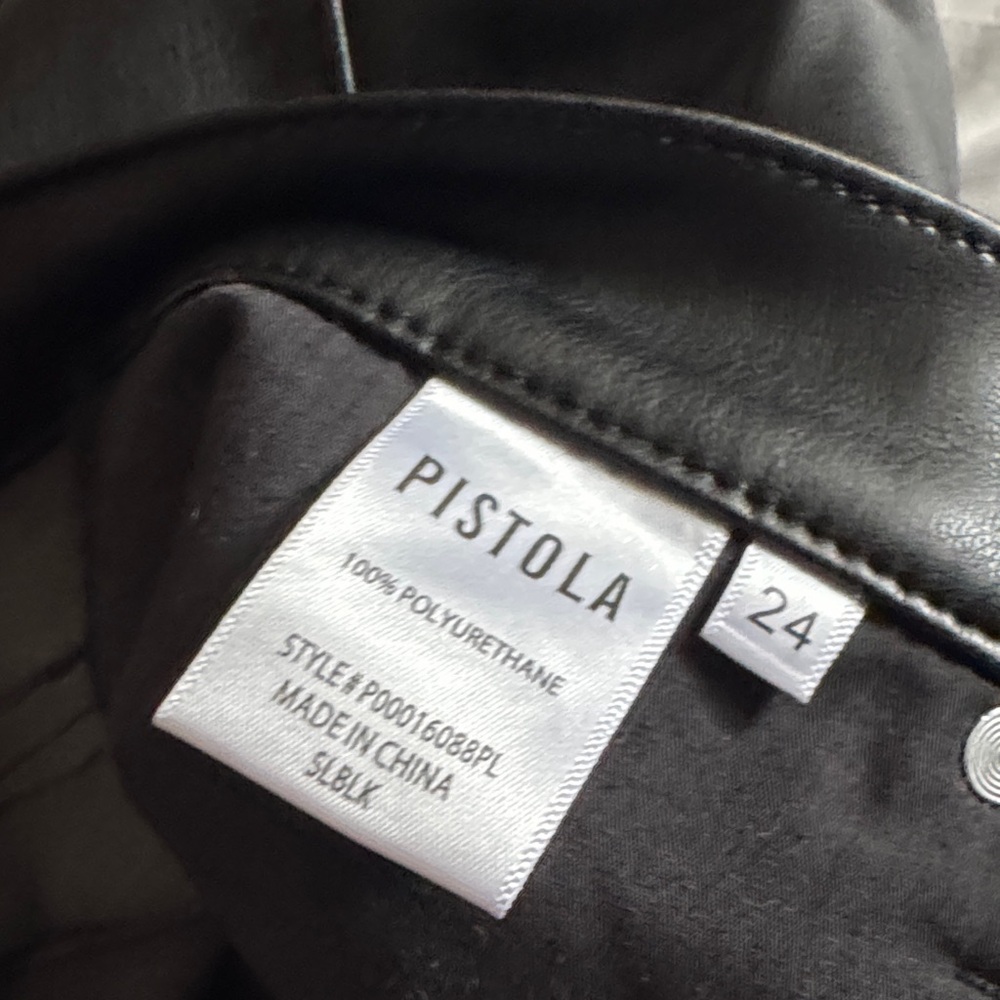 PISTOLA
100% POLYURETHANE
STYLE# P00016088PL
MADE IN CHINA
SLBLK
24